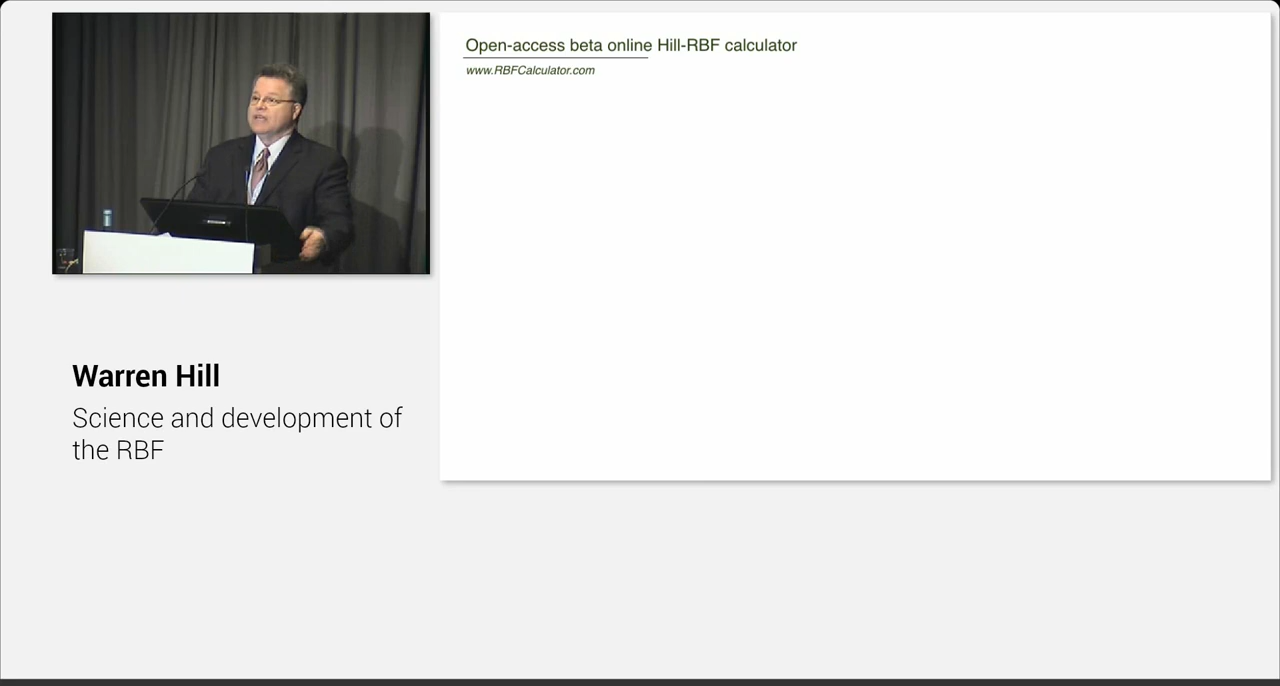 Open-access beta online Hill-RBF calculator
www.RBFCalculator.com
Warren Hill
Science and development of
the RBF